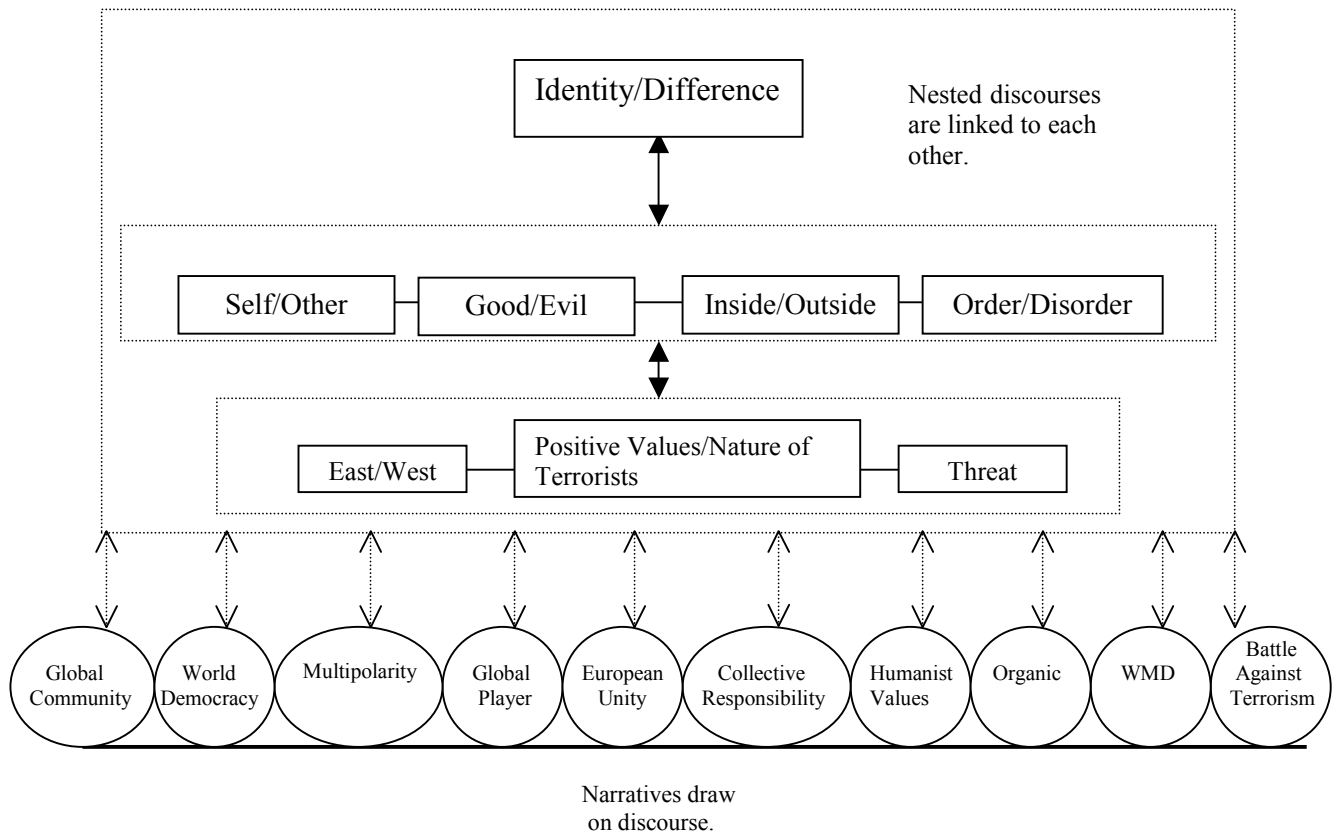 Identity/Difference
Nested discourses
are linked to each
other.
Self/Other
Good/Evil
Inside/Outside
Order/Disorder
East/West
Positive Values/Nature of
Terrorists
Threat
Global
Community
World
Democracy
Multipolarity
Global
Player
European
Unity
Collective
Responsibility
Humanist
Values
Organic
WMD
Battle
Against
Terrorism
Narratives draw
on discourse.